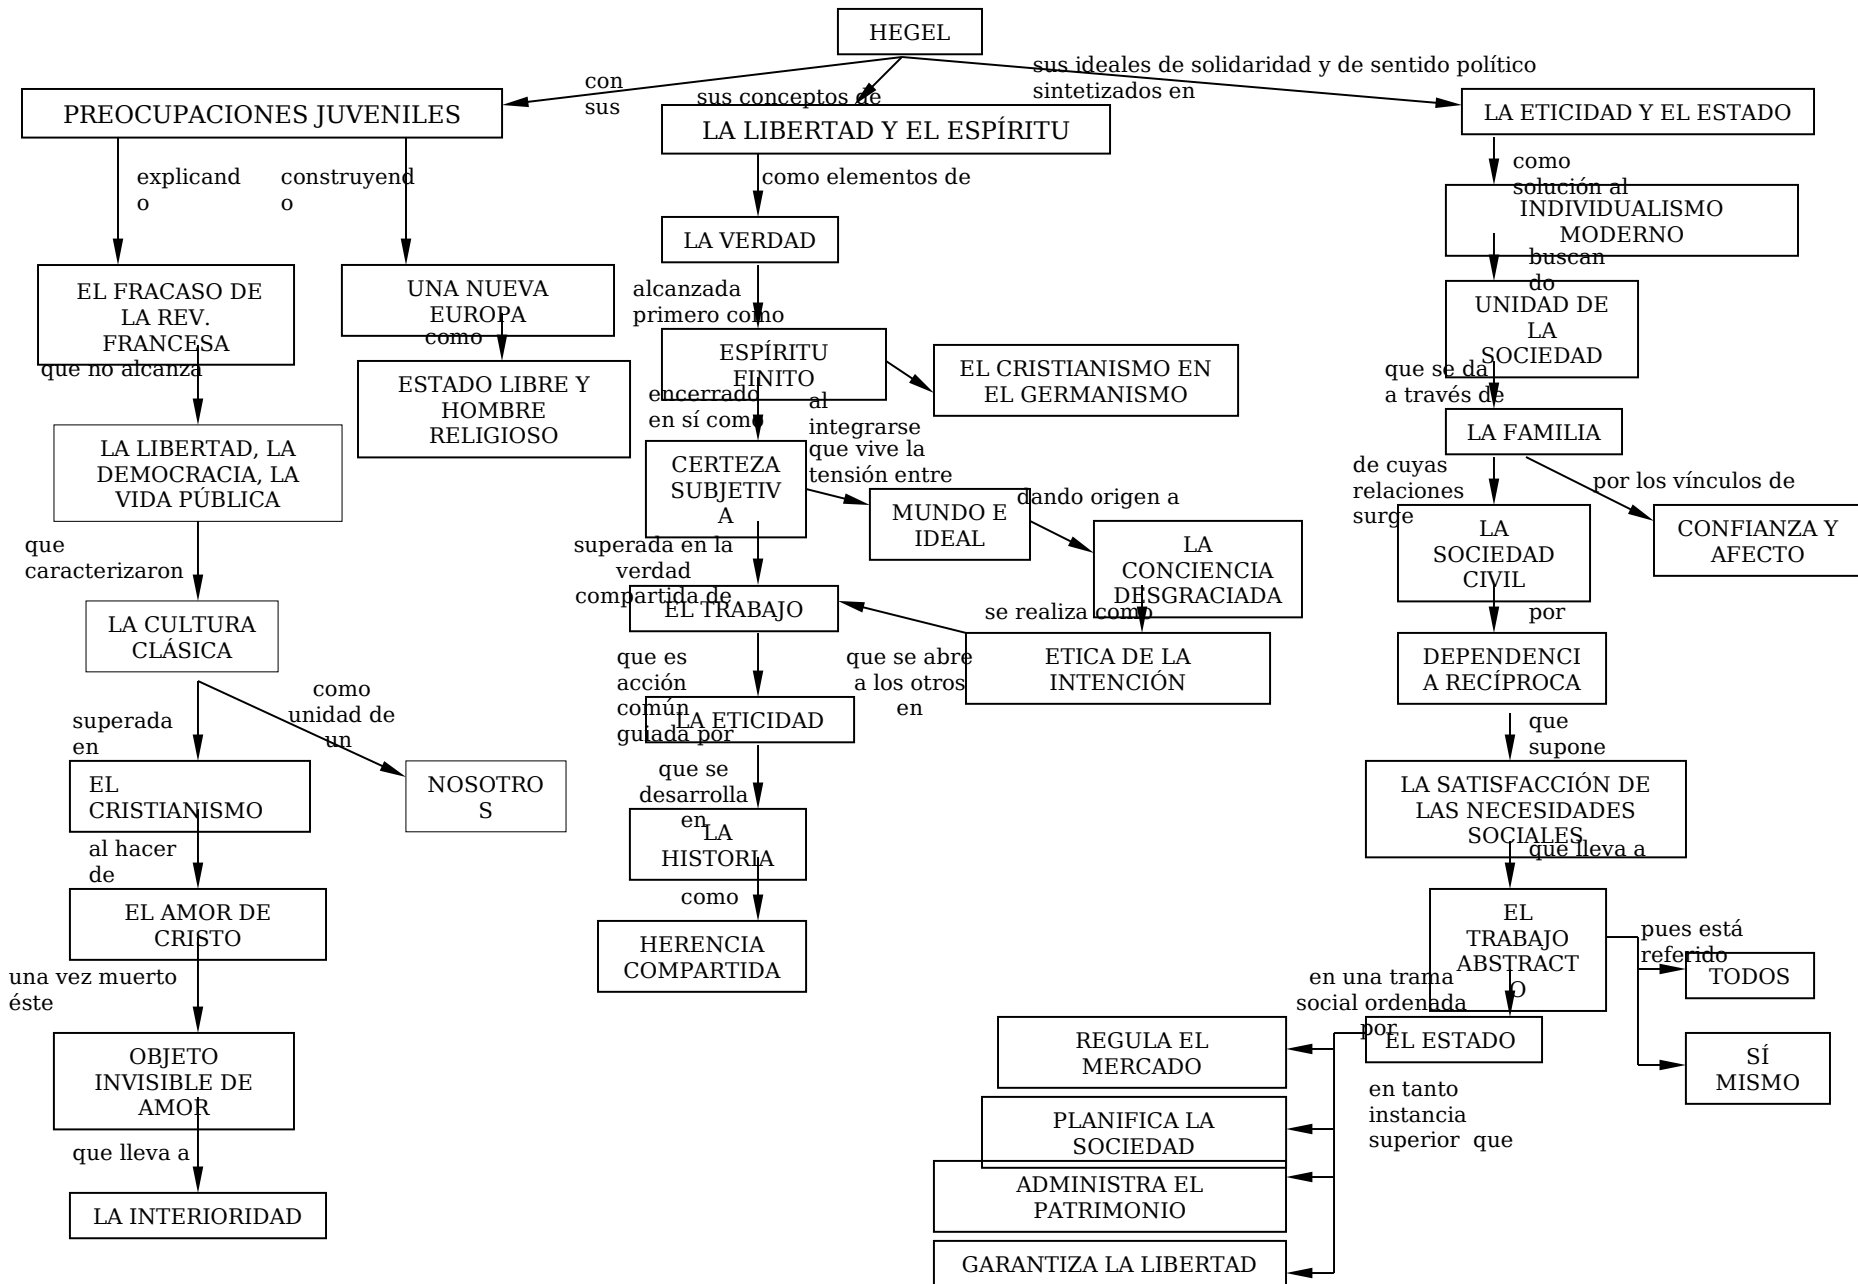 HEGEL
con
sus
sus conceptos de
sus ideales de solidaridad y de sentido político
sintetizados en
PREOCUPACIONES JUVENILES
explicand
o
construyend
o
EL FRACASO DE
LA REV.
FRANCESA
que no alcanza
LA LIBERTAD, LA
DEMOCRACIA, LA
VIDA PÚBLICA
que
caracterizaron
LA CULTURA
CLÁSICA
superada
en
como
unidad de
un
EL
CRISTIANISMO
NOSOTRO
S
al hacer
de
EL AMOR DE
CRISTO
una vez muerto
éste
OBJETO
INVISIBLE DE
AMOR
que lleva a
LA INTERIORIDAD
UNA NUEVA
EUROPA
como
ESTADO LIBRE Y
HOMBRE
RELIGIOSO
LA LIBERTAD Y EL ESPÍRITU
como elementos de
LA VERDAD
alcanzada
primero como
ESPÍRITU
FINITO
al
integrarse
EL CRISTIANISMO EN
EL GERMANISMO
encerrado
en sí como
CERTEZA
SUBJETIV
A
que vive la
tensión entre
MUNDO E
IDEAL
dando origen a
LA
CONCIENCIA
DESGRACIADA
se realiza como
ETICA DE LA
INTENCIÓN
que se abre
a los otros
en
superada en la
verdad
compartida de
EL TRABAJO
que es
acción
común
guiada por
LA ETICIDAD
que se
desarrolla
en
LA
HISTORIA
como
HERENCIA
COMPARTIDA
LA ETICIDAD Y EL ESTADO
como
solución al
INDIVIDUALISMO
MODERNO
buscan
do
UNIDAD DE
LA
SOCIEDAD
que se da
a través de
LA FAMILIA
de cuyas
relaciones
surge
por los vínculos de
CONFIANZA Y
AFECTO
LA
SOCIEDAD
CIVIL
por
DEPENDENCI
A RECÍPROCA
que
supone
LA SATISFACCIÓN DE
LAS NECESIDADES
SOCIALES
que lleva a
EL
TRABAJO
ABSTRACT
O
pues está
referido
TODOS
SÍ
MISMO
en una trama
social ordenada
por
EL ESTADO
en tanto
instancia
superior que
REGULA EL
MERCADO
PLANIFICA LA
SOCIEDAD
ADMINISTRA EL
PATRIMONIO
GARANTIZA LA LIBERTAD